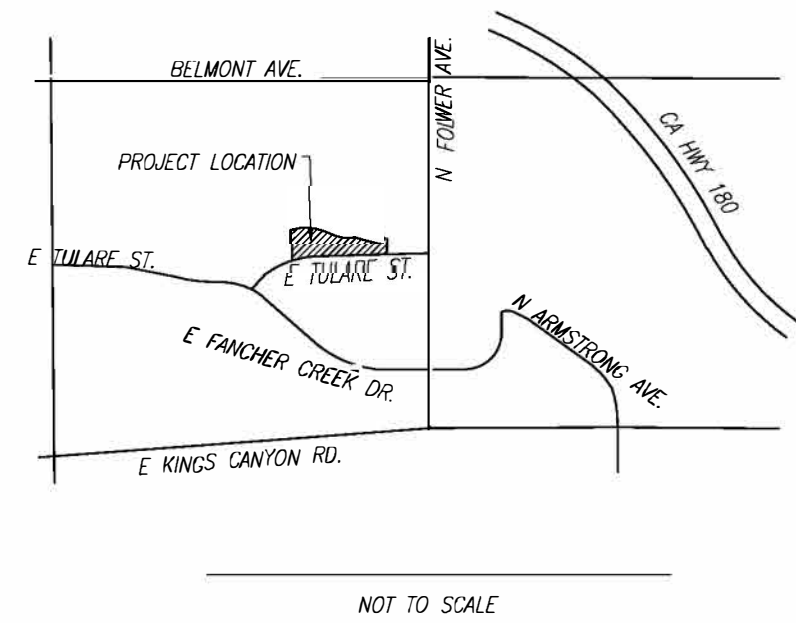 BELMONT AVE.
N FOLWER AVE.
CA HWY 180
PROJECT LOCATION
E TULARE ST.
E TULARE ST.
N ARMSTRONG AVE.
E FANCHER CREEK DR.
E KINGS CANYON RD.
NOT TO SCALE